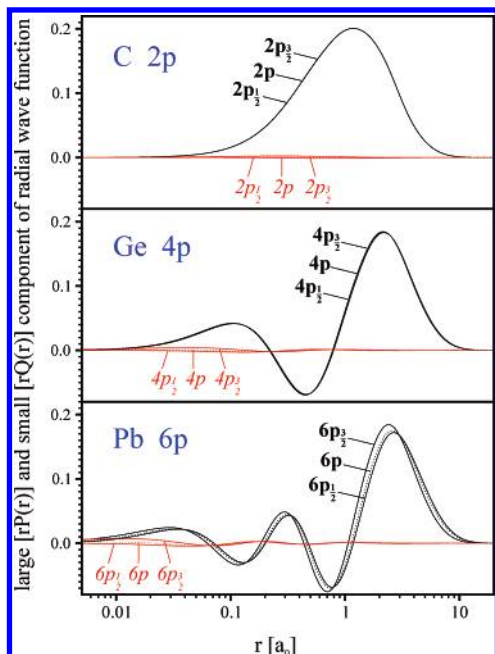 large [rP(r)] and small [rQ(r)] component of radial wave function
C 2p
0.2
0.1
0.0
2p3/2
2p
2p1/2
2p1/2 2p 2p3/2
Ge 4p
0.2
0.1
0.0
4p3/2
4p
4p1/2
4p1/2 4p 4p3/2
Pb 6p
0.2
0.1
0.0
6p3/2
6p
6p1/2
6p1/2 6p 6p3/2
0.01 0.1 1 10
r [a0]